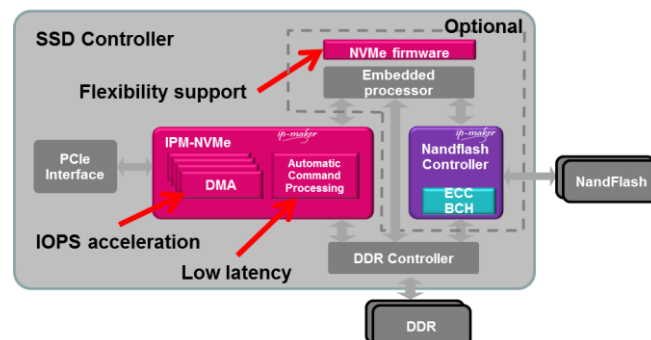 Optional
SSD Controller
NVMe firmware
Embedded
processor
Flexibility support
ip-maker
IPM-NVMe
ip-maker
Nandflash
Controller
PCIe
Interface
DMA
Automatic
Command
Processing
ECC
BCH
NandFlash
IOPS acceleration
Low latency
DDR Controller
DDR